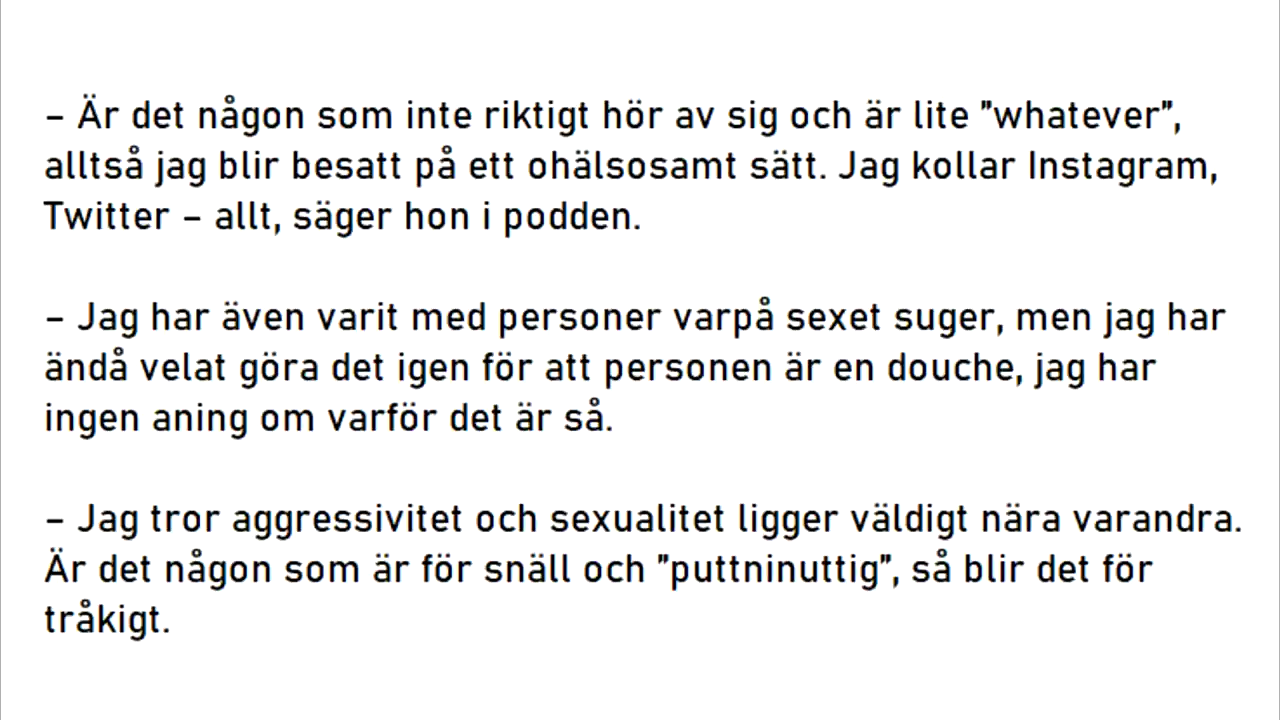 – Är det någon som inte riktigt hör av sig och är lite "whatever",
alltså jag blir besatt på ett ohälsosamt sätt. Jag kollar Instagram,
Twitter – allt, säger hon i podden.
– Jag har även varit med personer varpå sexet suger, men jag har
ändå velat göra det igen för att personen är en douche, jag har
ingen aning om varför det är så.
– Jag tror aggressivitet och sexualitet ligger väldigt nära varandra.
Är det någon som är för snäll och "puttninuttig", så blir det för
tråkigt.